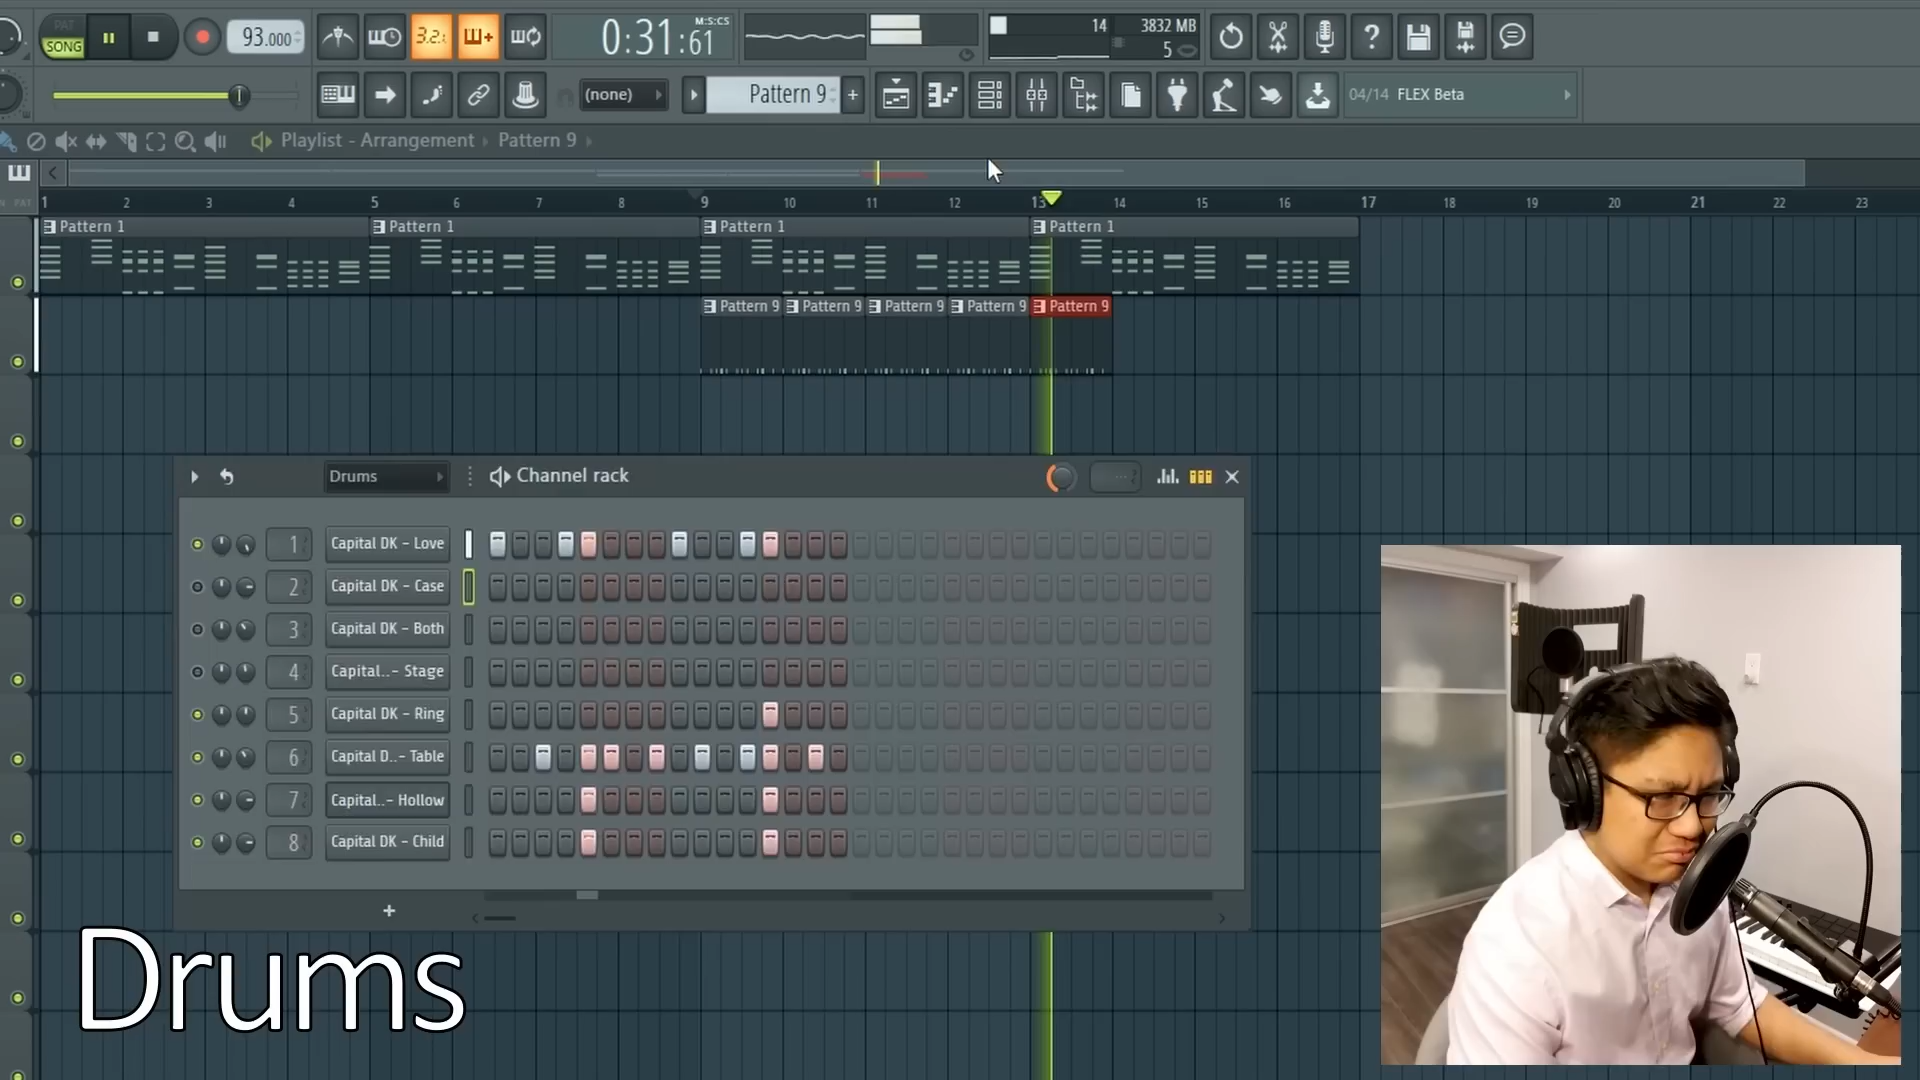 PAT
SONG
93.000
3.2.
0:31:61
M:S:CS
14
3832 MB
5
(none)
Pattern 9
04/14 FLEX Beta
Playlist - Arrangement Pattern 9
1 2 3 4 5 6 7 8 9 10 11 12 13 14 15 16 17 18 19 20 21 22 23
Pattern 1 Pattern 1 Pattern 1 Pattern 1
Pattern 9 Pattern 9 Pattern 9 Pattern 9 Pattern 9
Drums
Channel rack
1 Capital DK - Love
2 Capital DK - Case
3 Capital DK - Both
4 Capital..- Stage
5 Capital DK - Ring
6 Capital D..- Table
7 Capital..- Hollow
8 Capital DK - Child
Drums